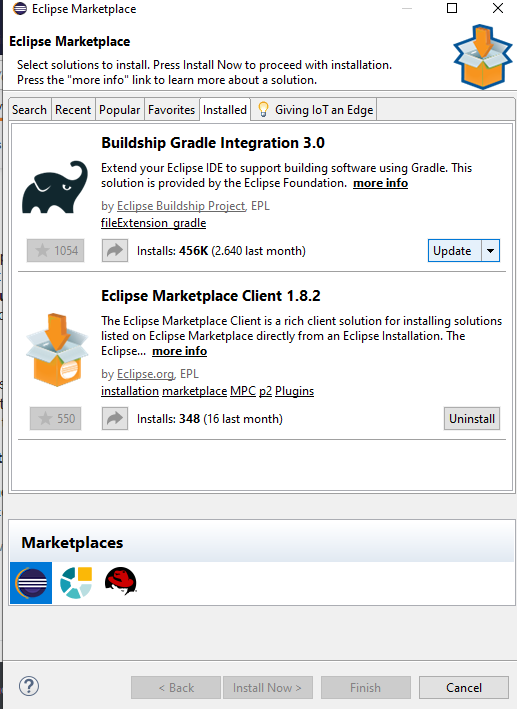 Eclipse Marketplace
Eclipse Marketplace
Select solutions to install. Press Install Now to proceed with installation.
Press the "more info" link to learn more about a solution.
Search Recent Popular Favorites Installed Giving IoT an Edge
Buildship Gradle Integration 3.0
Extend your Eclipse IDE to support building software using Gradle. This
solution is provided by the Eclipse Foundation. more info
by Eclipse Buildship Project, EPL
fileExtension_gradle
1054 Installs: 456K (2.640 last month) Update
Eclipse Marketplace Client 1.8.2
The Eclipse Marketplace Client is a rich client solution for installing solutions
listed on Eclipse Marketplace directly from an Eclipse Installation. The
Eclipse... more info
by Eclipse.org, EPL
installation marketplace MPC p2 Plugins
550 Installs: 348 (16 last month) Uninstall
Marketplaces
? < Back Install Now > Finish Cancel